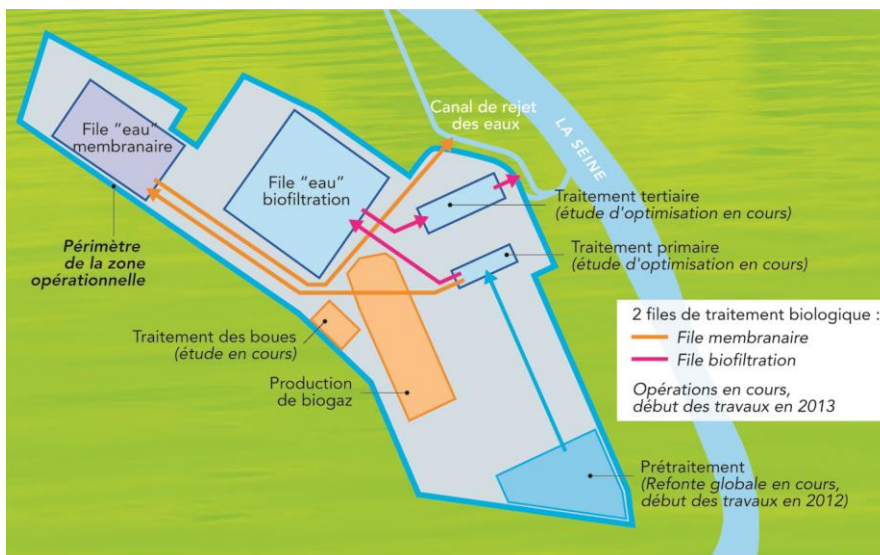 Canal de rejet
des eaux
LA SEINE
File "eau"
membranaire
File "eau"
biofiltration
Traitement tertiaire
(étude d'optimisation en cours)
Périmètre
de la zone
opérationnelle
Traitement primaire
(étude d'optimisation en cours)
2 files de traitement biologique :
File membranaire
File biofiltration
Opérations en cours,
début des travaux en 2013
Traitement des boues
(étude en cours)
Production
de biogaz
Prétraitement
(Refonte globale en cours,
début des travaux en 2012)